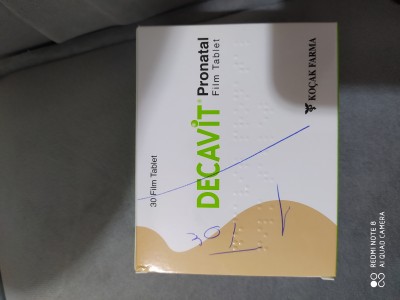 DECAVİT®
Pronatal
Film Tablet
30 Film Tablet
KOÇAK FARMA
30
REDMI NOTE 8
AI QUAD CAMERA